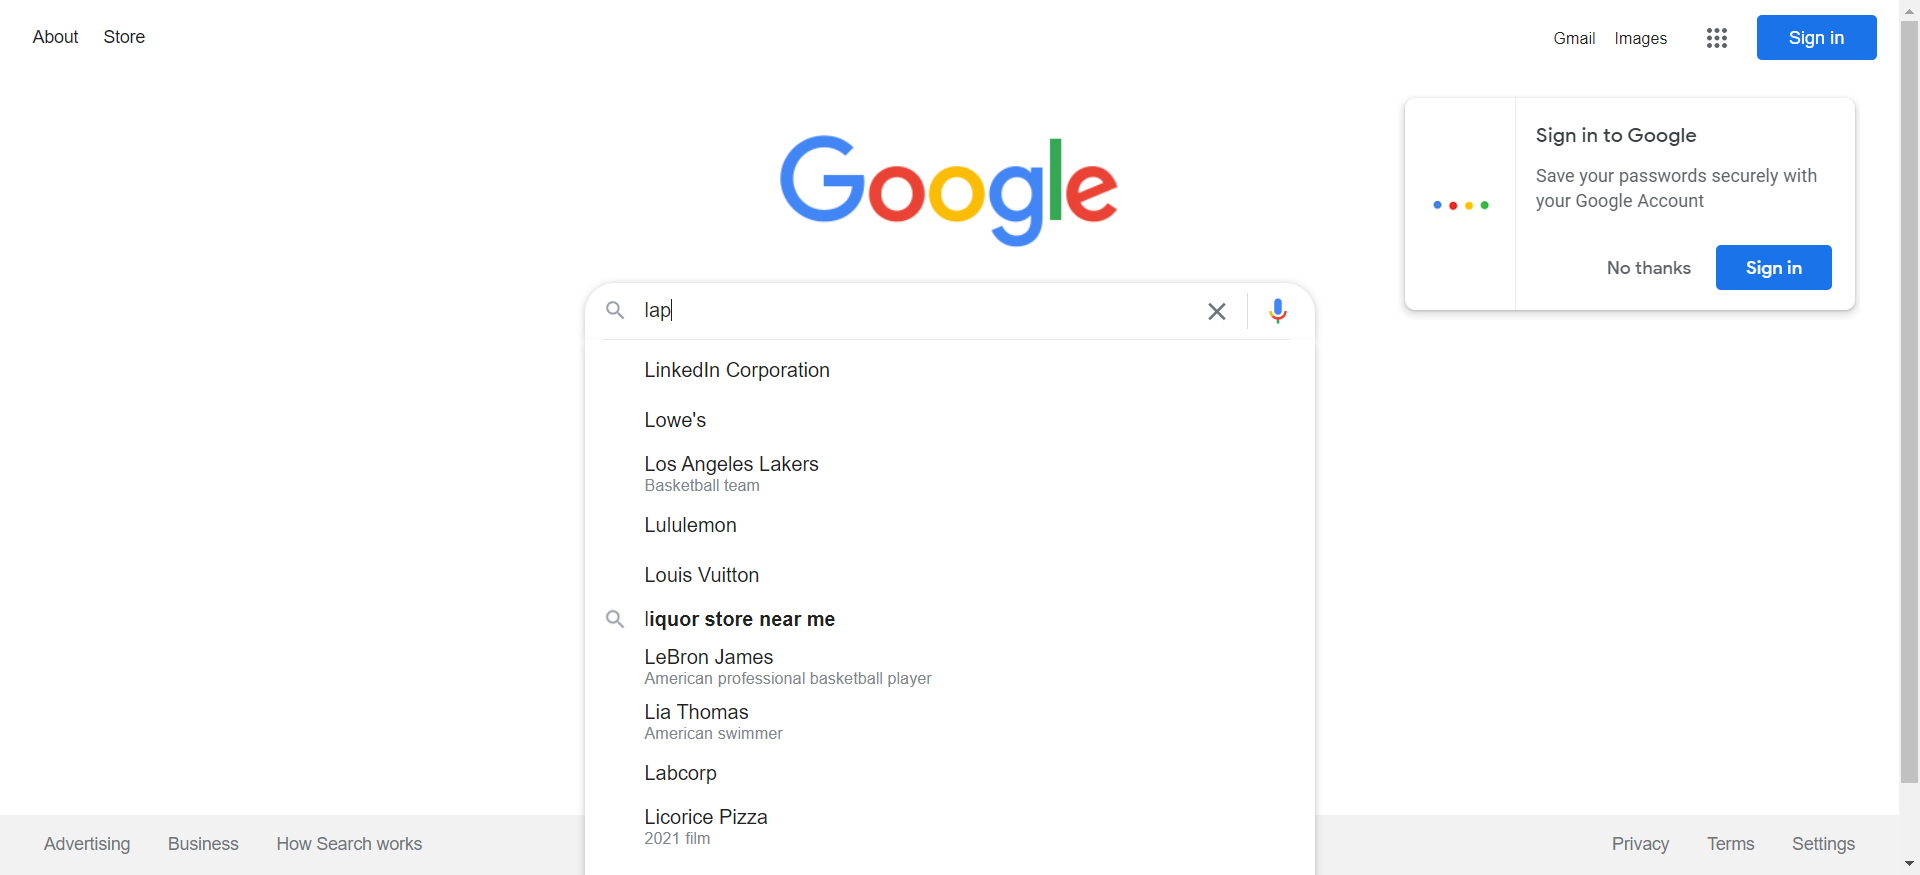 About Store
Gmail Images Sign in
Google
Sign in to Google
Save your passwords securely with
your Google Account
No thanks Sign in
lap
LinkedIn Corporation
Lowe's
Los Angeles Lakers
Basketball team
Lululemon
Louis Vuitton
liquor store near me
LeBron James
American professional basketball player
Lia Thomas
American swimmer
Labcorp
Licorice Pizza
2021 film
Advertising Business How Search works
Privacy Terms Settings